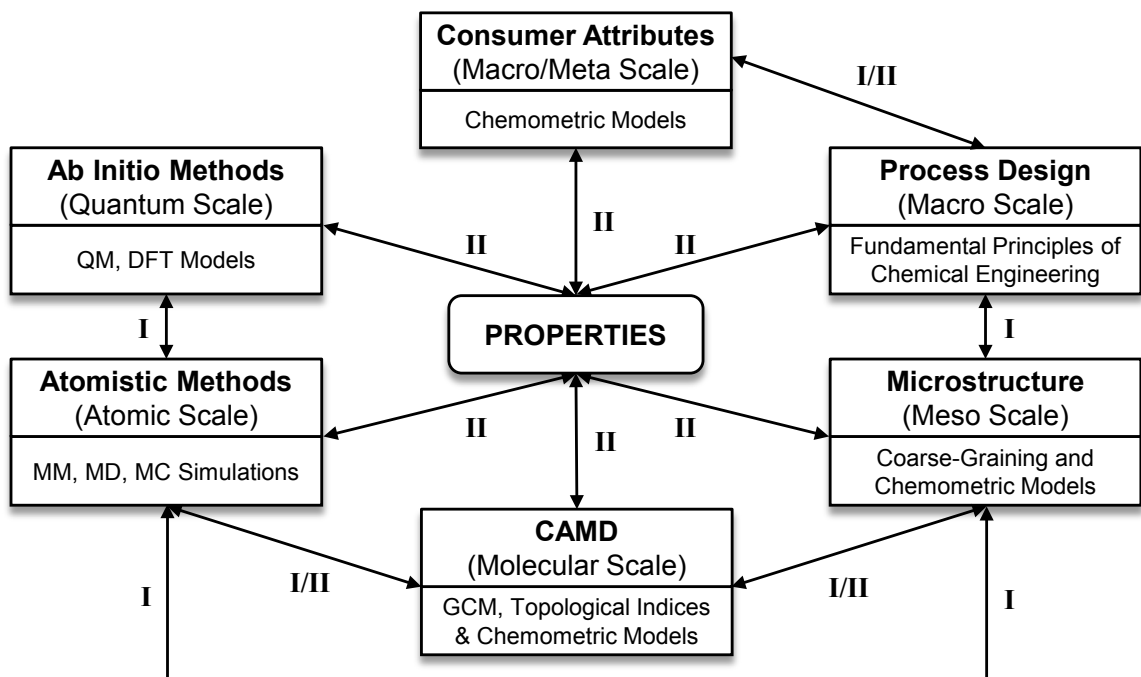 Consumer Attributes
(Macro/Meta Scale)
Chemometric Models
I/II
Ab Initio Methods
(Quantum Scale)
QM, DFT Models
Process Design
(Macro Scale)
Fundamental Principles of
Chemical Engineering
II
II
II
I
PROPERTIES
I
Atomistic Methods
(Atomic Scale)
MM, MD, MC Simulations
Microstructure
(Meso Scale)
Coarse-Graining and
Chemometric Models
II
II
II
CAMD
(Molecular Scale)
GCM, Topological Indices
& Chemometric Models
I
I/II
I/II
I